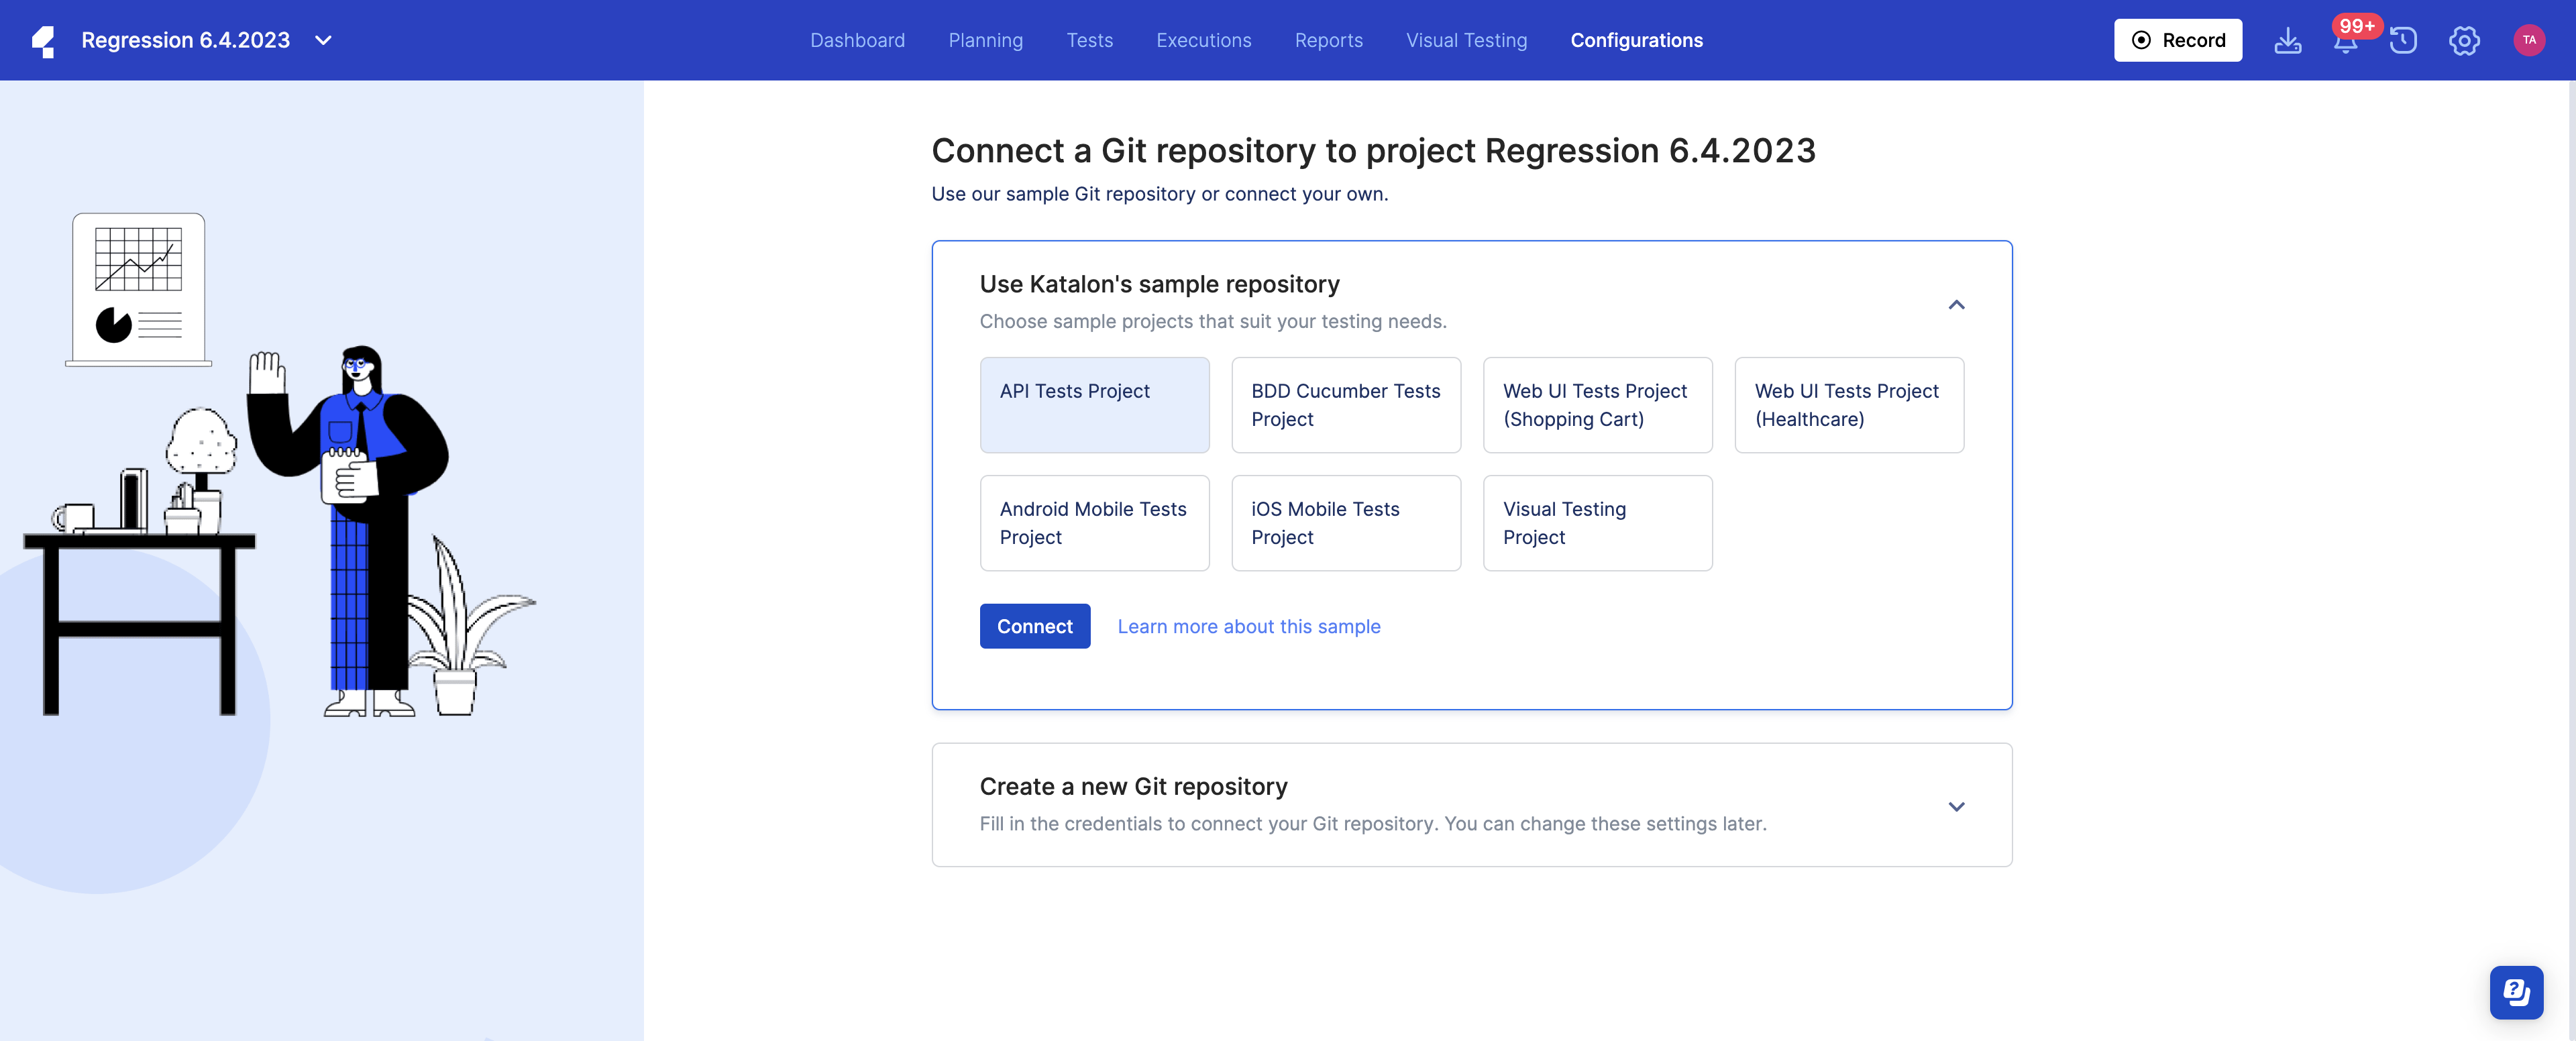 Regression 6.4.2023
Dashboard
Planning
Tests
Executions
Reports
Visual Testing
Configurations
Record
99+
TA
Connect a Git repository to project Regression 6.4.2023
Use our sample Git repository or connect your own.
Use Katalon's sample repository
Choose sample projects that suit your testing needs.
API Tests Project
BDD Cucumber Tests
Project
Web UI Tests Project
(Shopping Cart)
Web UI Tests Project
(Healthcare)
Android Mobile Tests
Project
iOS Mobile Tests
Project
Visual Testing
Project
Connect
Learn more about this sample
Create a new Git repository
Fill in the credentials to connect your Git repository. You can change these settings later.
?